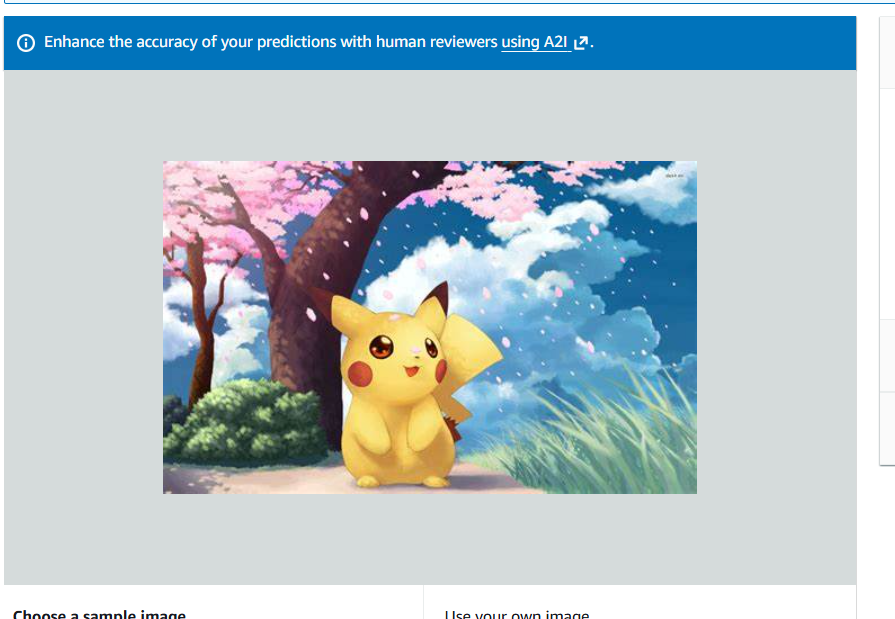 Enhance the accuracy of your predictions with human reviewers using A2I .
Choose a sample image
Use your own image